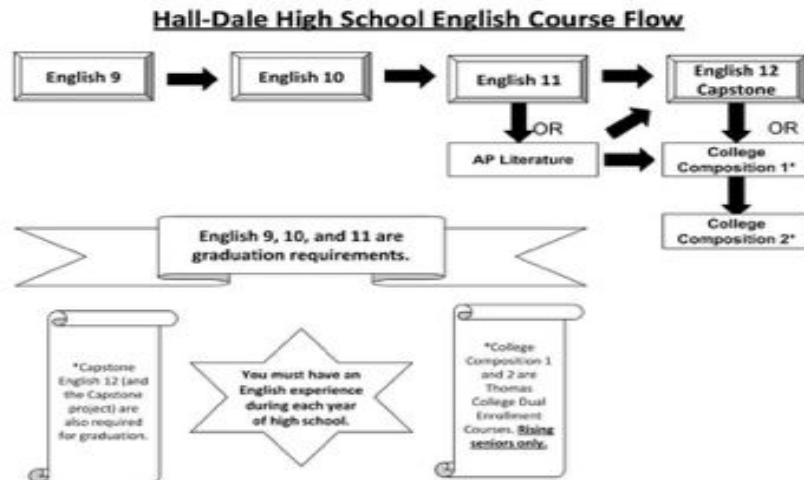 Hall-Dale High School English Course Flow
English 9
English 10
English 11
English 12
Capstone
OR
OR
AP Literature
College
Composition 1*
College
Composition 2*
English 9, 10, and 11 are
graduation requirements.
*Capstone
English 12 (and
the Capstone
project) are
also required
for graduation.
You must have an
English experience
during each year
of high school.
*College
Composition 1
and 2 are
Thomas
College Dual
Enrollment
Courses. Rising
seniors only.